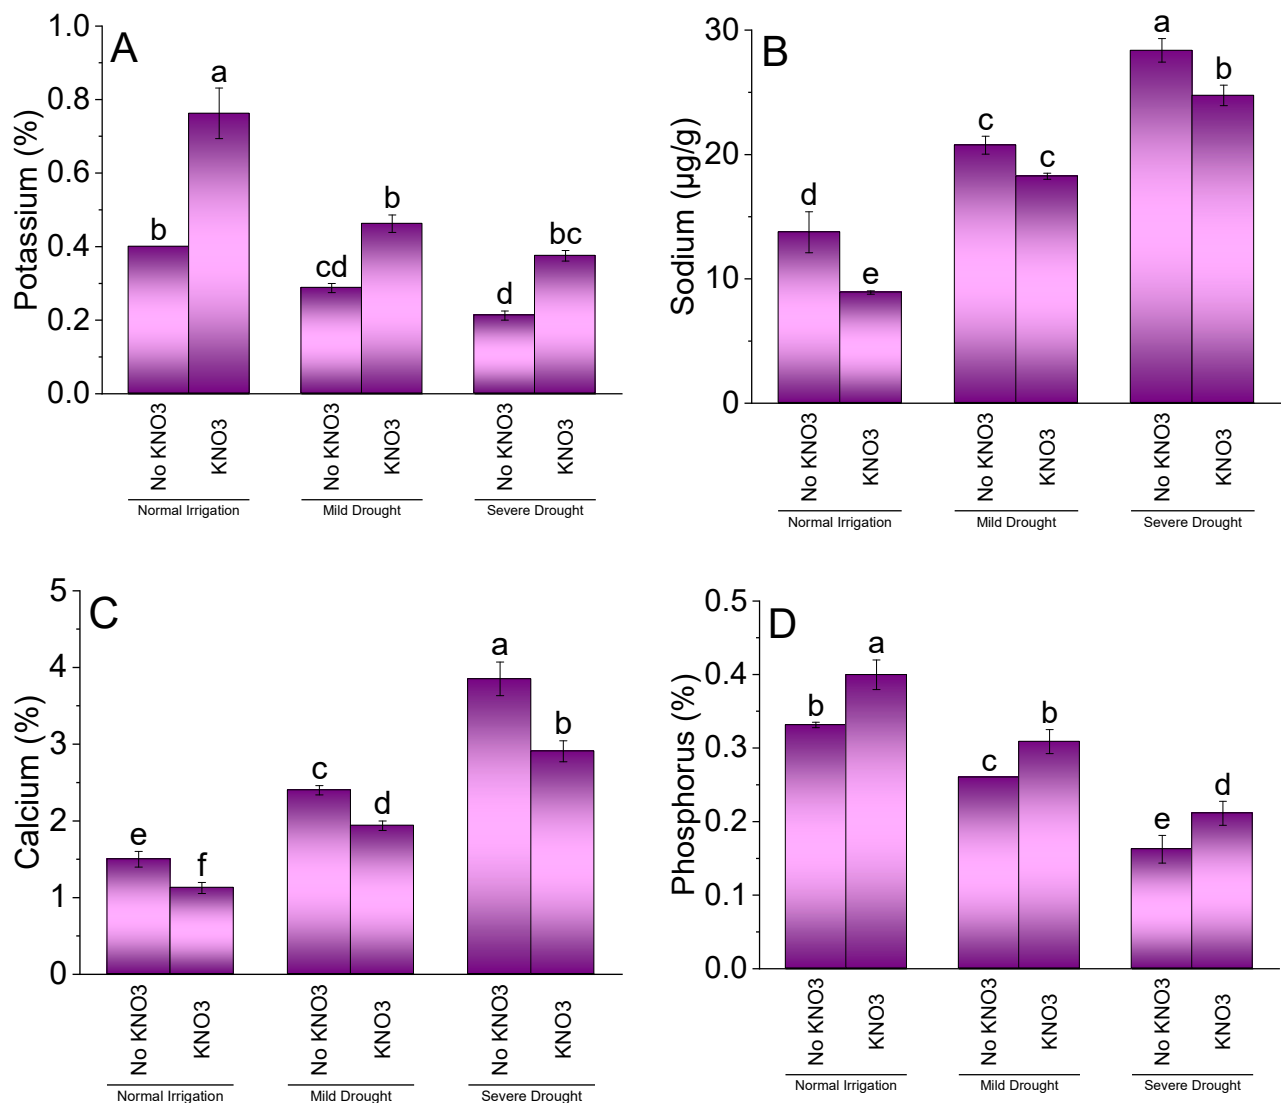 A
Potassium (%)
1.0
0.8
0.6
0.4
0.2
0.0
b
a
cd
b
d
bc
No KNO3
KNO3
No KNO3
KNO3
No KNO3
KNO3
Normal Irrigation
Mild Drought
Severe Drought
B
Sodium (µg/g)
30
20
10
0
d
e
c
c
a
b
No KNO3
KNO3
No KNO3
KNO3
No KNO3
KNO3
Normal Irrigation
Mild Drought
Severe Drought
C
Calcium (%)
5
4
3
2
1
0
e
f
c
d
a
b
No KNO3
KNO3
No KNO3
KNO3
No KNO3
KNO3
Normal Irrigation
Mild Drought
Severe Drought
D
Phosphorus (%)
0.5
0.4
0.3
0.2
0.1
0.0
b
a
c
b
e
d
No KNO3
KNO3
No KNO3
KNO3
No KNO3
KNO3
Normal Irrigation
Mild Drought
Severe Drought